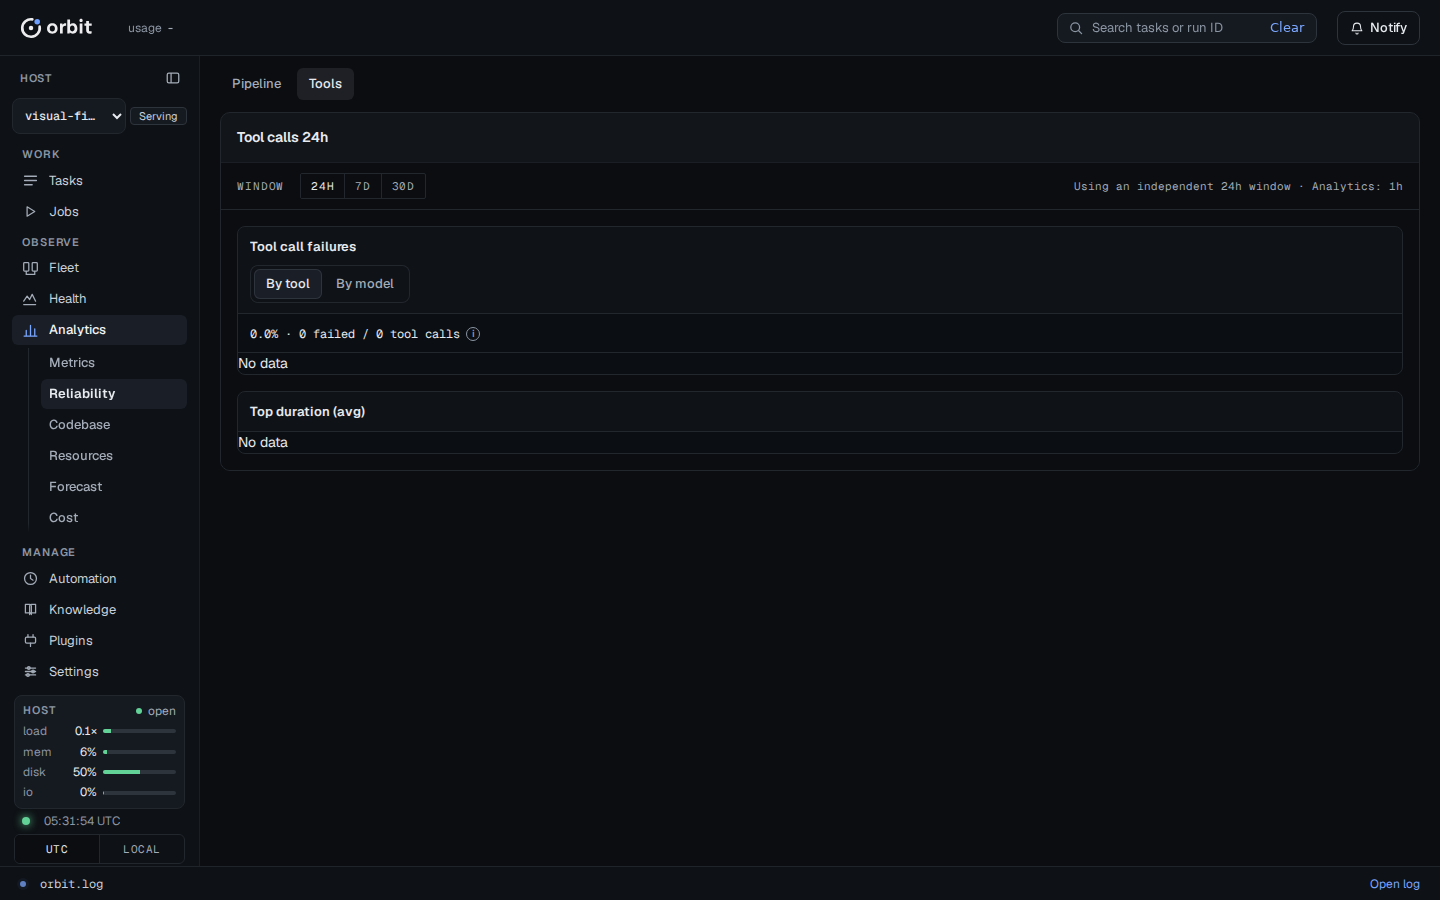 orbit
usage -
Search tasks or run ID
Clear
Notify
HOST
visual-fi…
Serving
WORK
Tasks
Jobs
OBSERVE
Fleet
Health
Analytics
Metrics
Reliability
Codebase
Resources
Forecast
Cost
MANAGE
Automation
Knowledge
Plugins
Settings
HOST
open
load 0.1×
mem 6%
disk 50%
io 0%
05:31:54 UTC
UTC LOCAL
Pipeline Tools
Tool calls 24h
WINDOW 24H 7D 30D
Using an independent 24h window · Analytics: 1h
Tool call failures
By tool By model
0.0% · 0 failed / 0 tool calls i
No data
Top duration (avg)
No data
orbit.log
Open log